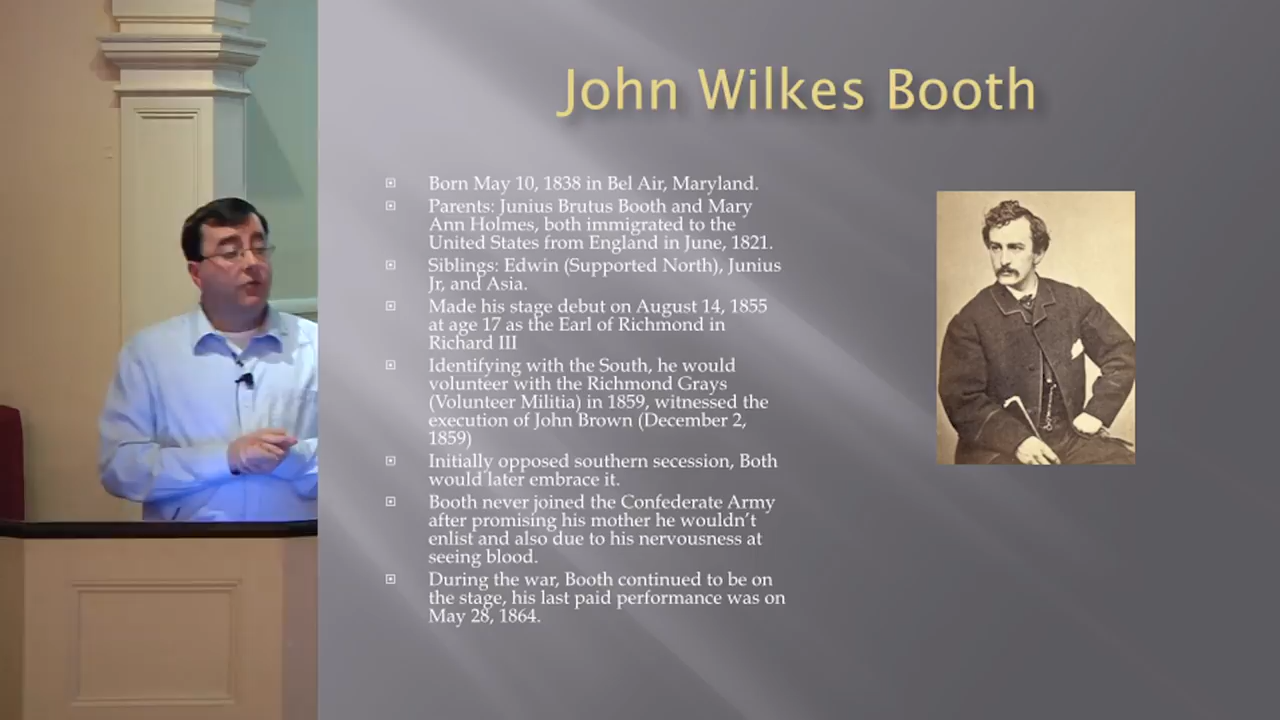 John Wilkes Booth
Born May 10, 1838 in Bel Air, Maryland.
Parents: Junius Brutus Booth and Mary
Ann Holmes, both immigrated to the
United States from England in June, 1821.
Siblings: Edwin (Supported North), Junius
Jr, and Asia.
Made his stage debut on August 14, 1855
at age 17 as the Earl of Richmond in
Richard III
Identifying with the South, he would
volunteer with the Richmond Grays
(Volunteer Militia) in 1859, witnessed the
execution of John Brown (December 2,
1859)
Initially opposed southern secession, Both
would later embrace it.
Booth never joined the Confederate Army
after promising his mother he wouldn't
enlist and also due to his nervousness at
seeing blood.
During the war, Booth continued to be on
the stage, his last paid performance was on
May 28, 1864.